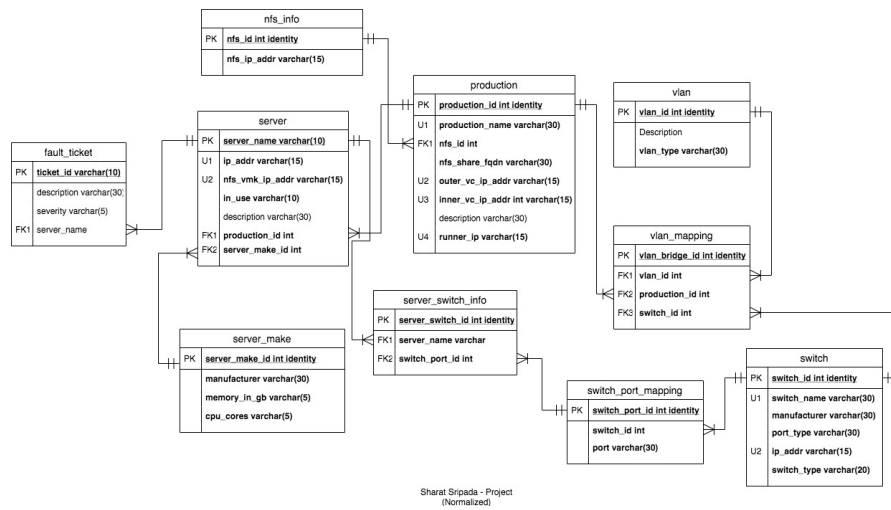 nfs_info
PK nfs_id int identity
nfs_ip_addr varchar(15)
production
PK production_id int identity
U1 production_name varchar(30)
FK1 nfs_id int
nfs_share_fqdn varchar(30)
U2 outer_vc_ip_addr varchar(15)
U3 inner_vc_ip_addr int varchar(15)
description varchar(30)
U4 runner_ip varchar(15)
vlan
PK vlan_id int identity
Description
vlan_type varchar(30)
server
PK server_name varchar(10)
U1 ip_addr varchar(15)
U2 nfs_vmk_ip_addr varchar(15)
in_use varchar(10)
description varchar(30)
FK1 production_id int
FK2 server_make_id int
fault_ticket
PK ticket_id varchar(10)
description varchar(30)
severity varchar(5)
FK1 server_name
vlan_mapping
PK vlan_bridge_id int identity
FK1 vlan_id int
FK2 production_id int
FK3 switch_id int
server_switch_info
PK server_switch_id int identity
FK1 server_name varchar
FK2 switch_port_id int
server_make
PK server_make_id int identity
manufacturer varchar(30)
memory_in_gb varchar(5)
cpu_cores varchar(5)
switch_port_mapping
PK switch_port_id int identity
switch_id int
port varchar(30)
switch
PK switch_id int identity
U1 switch_name varchar(30)
manufacturer varchar(30)
port_type varchar(30)
U2 ip_addr varchar(15)
switch_type varchar(20)
Sharat Sripada - Project
(Normalized)